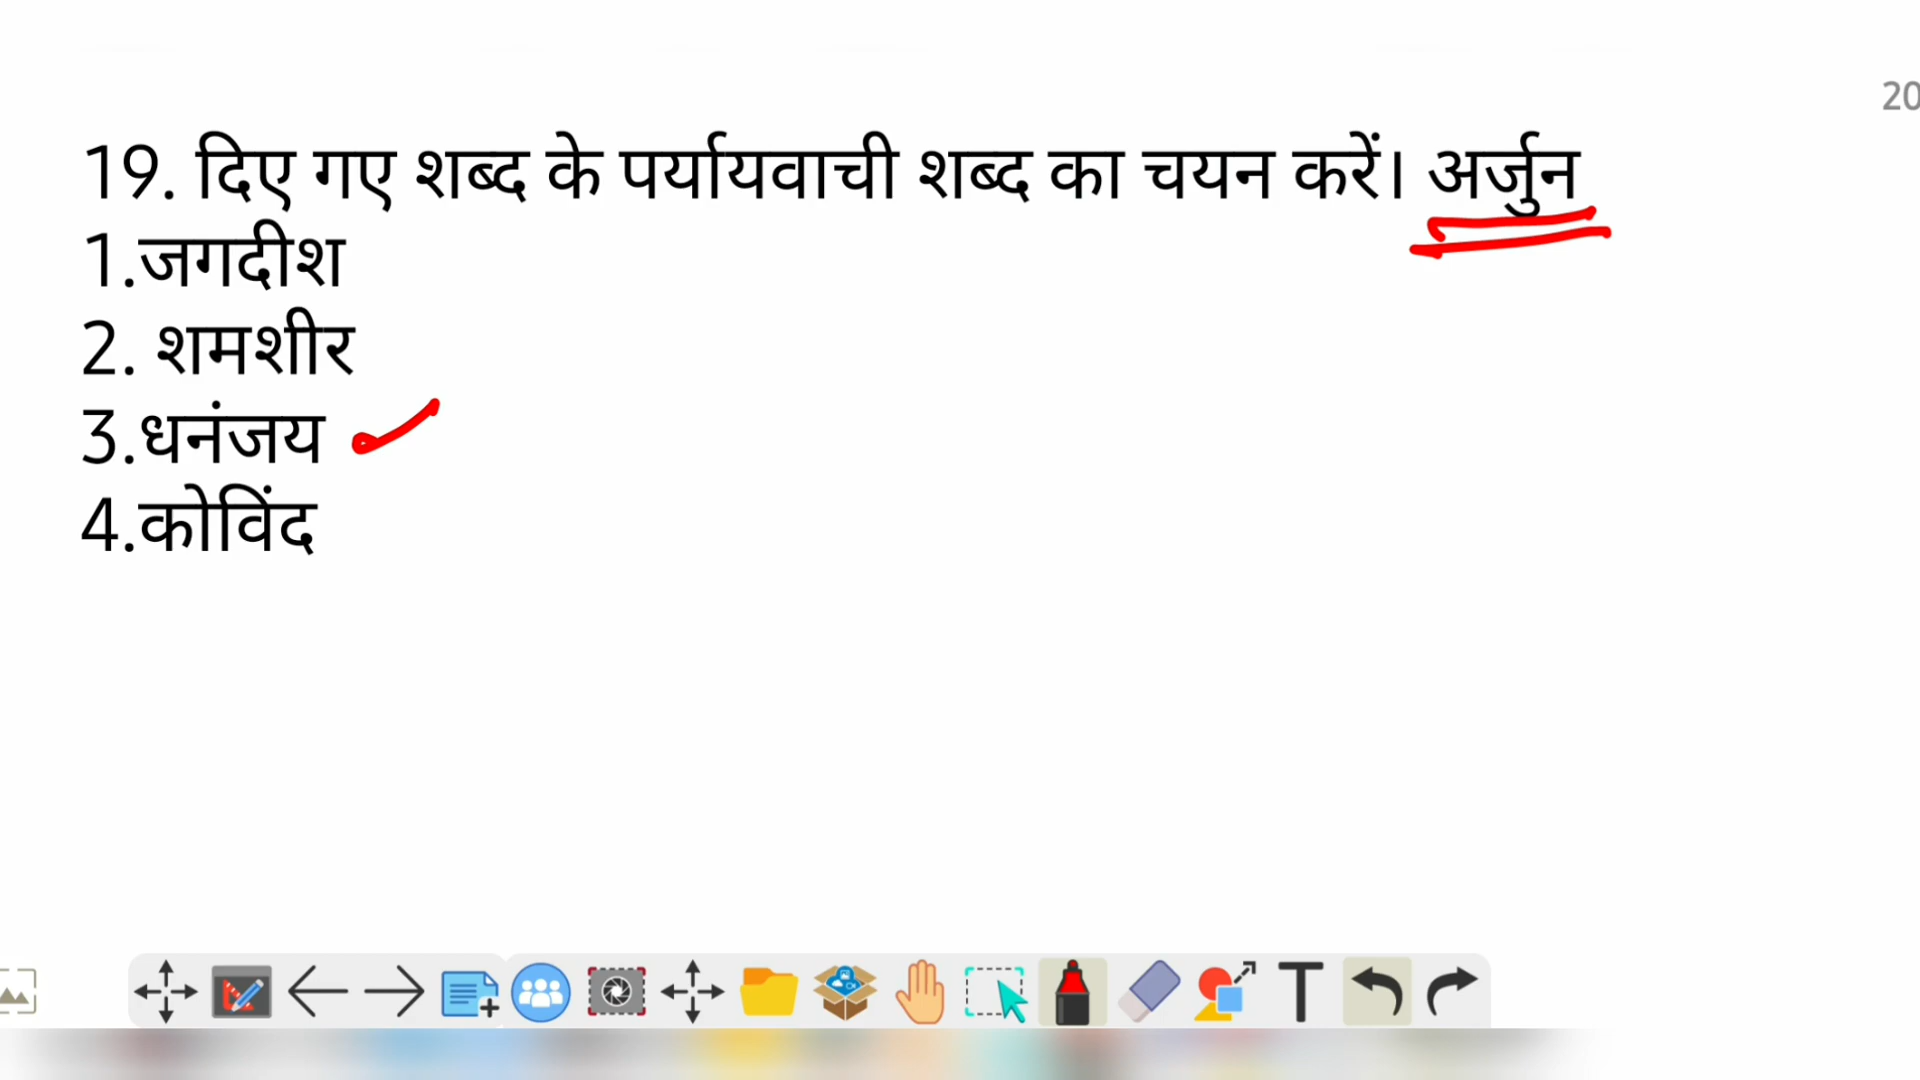 20
19. दिए गए शब्द के पर्यायवाची शब्द का चयन करें। अर्जुन
1.जगदीश
2. शमशीर
3.धनंजय
4.कोविंद
T